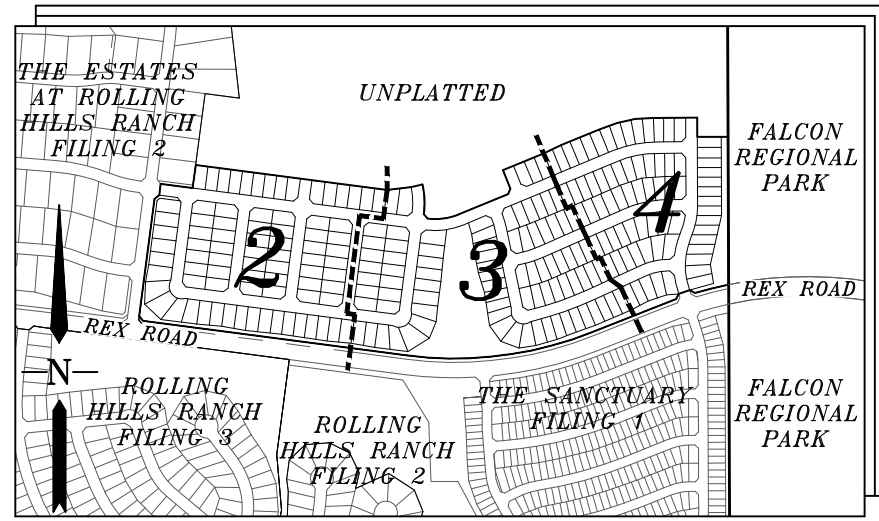 THE ESTATES
AT ROLLING
HILLS RANCH
FILING 2
UNPLATTED
FALCON
REGIONAL
PARK
2
3
4
REX ROAD
REX ROAD
N
ROLLING
HILLS RANCH
FILING 3
ROLLING
HILLS RANCH
FILING 2
THE SANCTUARY
FILING 1
FALCON
REGIONAL
PARK